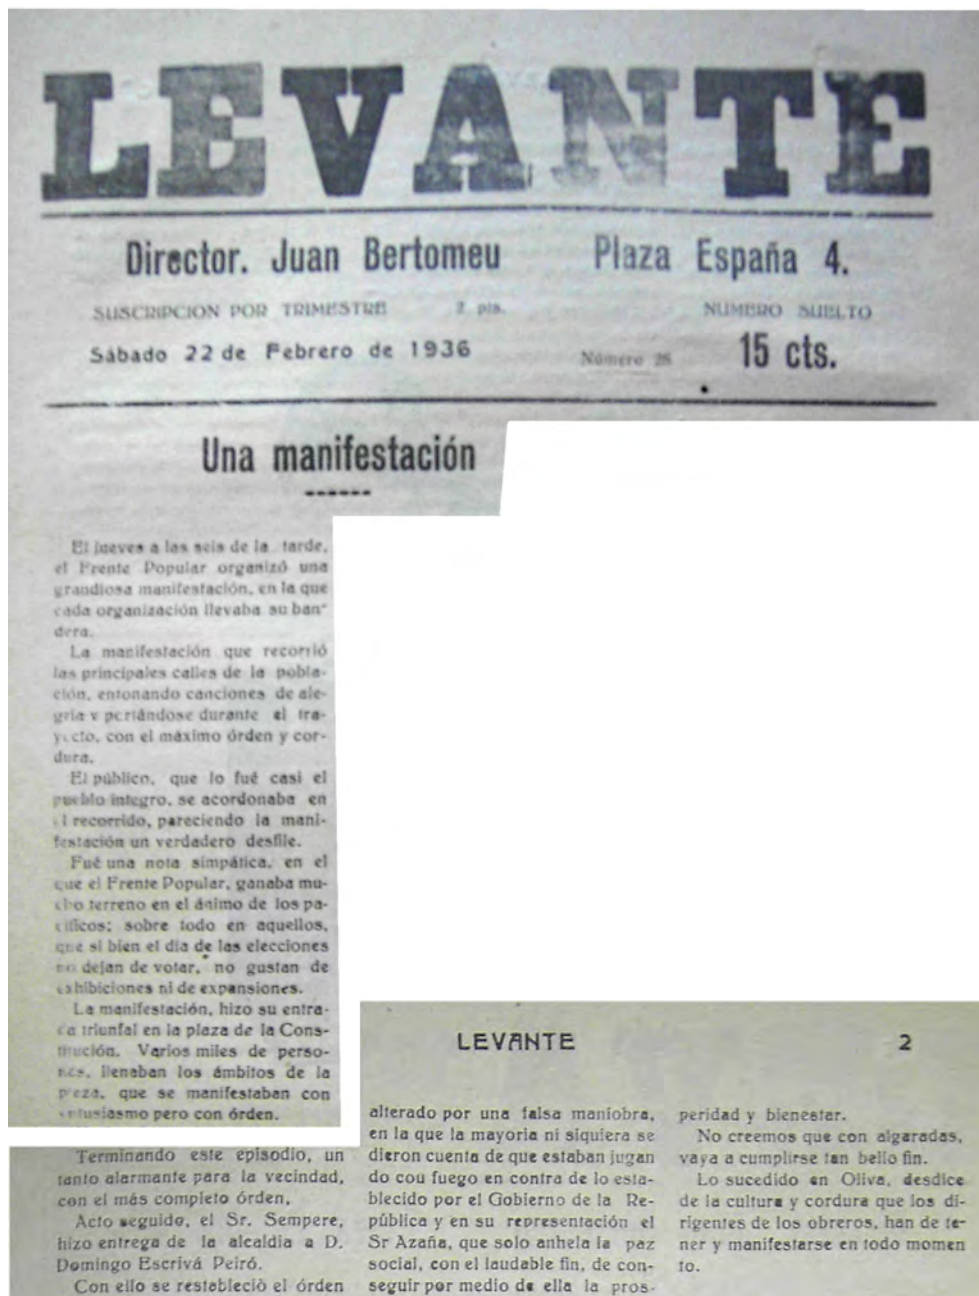 LEVANTE
Director. Juan Bertomeu Plaza España 4.
SUSCRIPCION POR TRIMESTRE 2 pts. NUMERO SUELTO
Sábado 22 de Febrero de 1936 Número 28 15 cts.
Una manifestación
El jueves a las seis de la tarde,
el Frente Popular organizó una
grandiosa manifestación, en la que
cada organización llevaba su ban-
dera.
La manifestación que recorrió
las principales calles de la pobla-
ción, entonando canciones de ale-
gria y portándose durante el tra-
yecto, con el máximo órden y cor-
dura.
El público, que lo fué casi el
pueblo integro, se acordonaba en
el recorrido, pareciendo la mani-
festación un verdadero desfile.
Fué una nota simpática, en el
que el Frente Popular, ganaba mu-
cho terreno en el ánimo de los pa-
cificos; sobre todo en aquellos,
que si bien el dia de las elecciones
no dejan de votar, no gustan de
exhibiciones ni de expansiones.
La manifestación, hizo su entra-
da triunfal en la plaza de la Cons-
titución. Varios miles de perso-
nas, llenaban los ámbitos de la
plaza, que se manifestaban con
entusiasmo pero con órden.
LEVANTE 2
Terminando este episodio, un
tanto alarmante para la vecindad,
con el más completo órden,
Acto seguido, el Sr. Sempere,
hizo entrega de la alcaldia a D.
Domingo Escrivá Peiró.
Con ello se restableciò el órden
alterado por una falsa maniobra,
en la que la mayoria ni siquiera se
dieron cuenta de que estaban jugan
do cou fuego en contra de lo esta-
blecido por el Gobierno de la Re-
pública y en su representación el
Sr Azaña, que solo anhela la paz
social, con el laudable fin, de con-
seguir por medio de ella la pros-
peridad y bienestar.
No creemos que con algaradas,
vaya a cumplirse tan bello fin.
Lo sucedido en Oliva, desdice
de la cultura y cordura que los di-
rigentes de los obreros, han de te-
ner y manifestarse en todo momen
to.